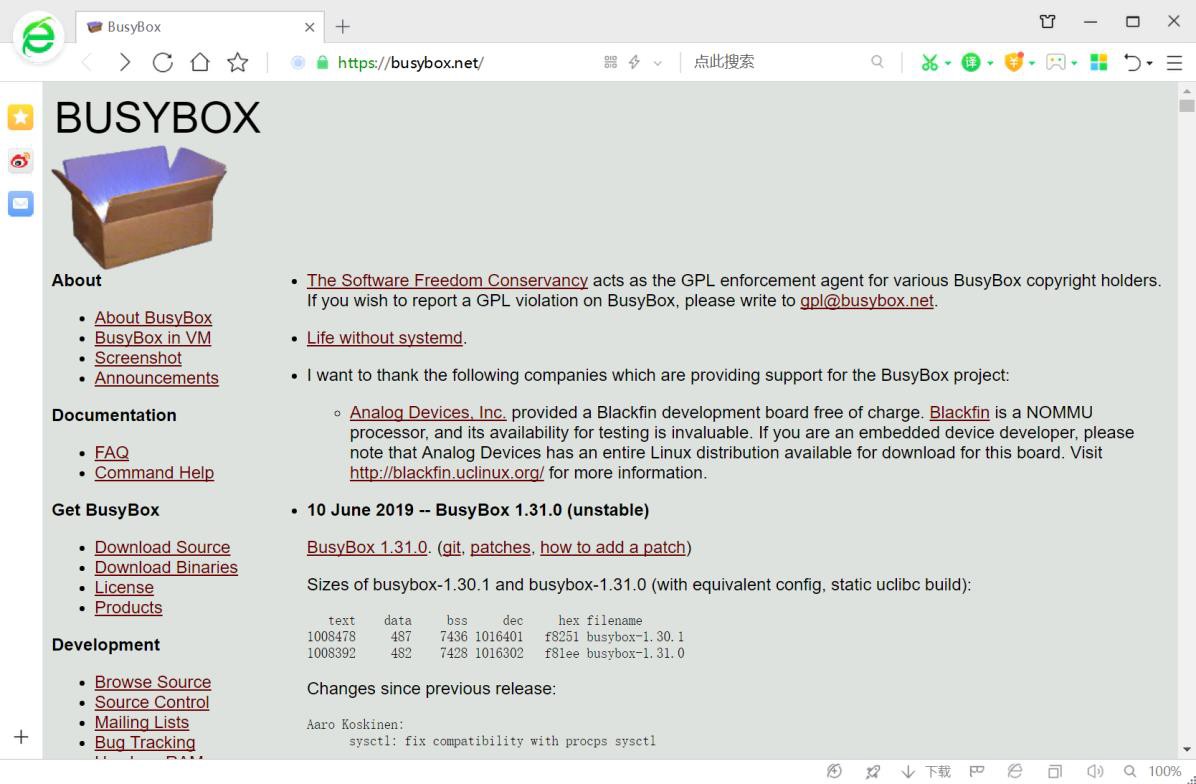 BusyBox
https://busybox.net/
点此搜索
译
BUSYBOX
About
About BusyBox
BusyBox in VM
Screenshot
Announcements
Documentation
FAQ
Command Help
Get BusyBox
Download Source
Download Binaries
License
Products
Development
Browse Source
Source Control
Mailing Lists
Bug Tracking
The Software Freedom Conservancy acts as the GPL enforcement agent for various BusyBox copyright holders.
If you wish to report a GPL violation on BusyBox, please write to gpl@busybox.net.
Life without systemd.
I want to thank the following companies which are providing support for the BusyBox project:
Analog Devices, Inc. provided a Blackfin development board free of charge. Blackfin is a NOMMU
processor, and its availability for testing is invaluable. If you are an embedded device developer, please
note that Analog Devices has an entire Linux distribution available for download for this board. Visit
http://blackfin.uclinux.org/ for more information.
10 June 2019 -- BusyBox 1.31.0 (unstable)
BusyBox 1.31.0. (git, patches, how to add a patch)
Sizes of busybox-1.30.1 and busybox-1.31.0 (with equivalent config, static uclibc build):
text data bss dec hex filename
1008478 487 7436 1016401 f8251 busybox-1.30.1
1008392 482 7428 1016302 f81ee busybox-1.31.0
Changes since previous release:
Aaro Koskinen:
sysctl: fix compatibility with procps sysctl
下载
100%